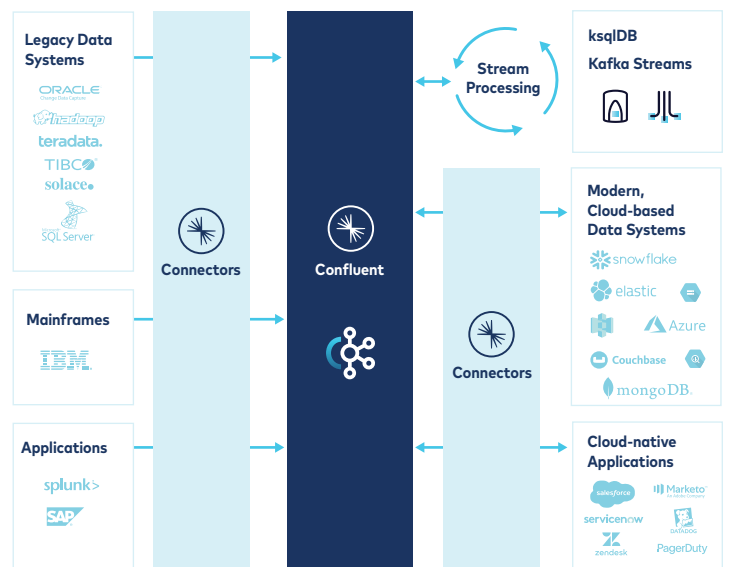 Legacy Data
Systems
ORACLE
Change Data Capture
hadoop
teradata.
TIBCO
solace.
Microsoft
SQL Server
Mainframes
IBM
Applications
splunk>
SAP
Connectors
Confluent
Stream
Processing
Connectors
ksqlDB
Kafka Streams
Modern,
Cloud-based
Data Systems
snowflake
elastic
Azure
Couchbase
mongoDB.
Cloud-native
Applications
salesforce
Marketo
An Adobe Company
servicenow
DATADOG
zendesk
PagerDuty